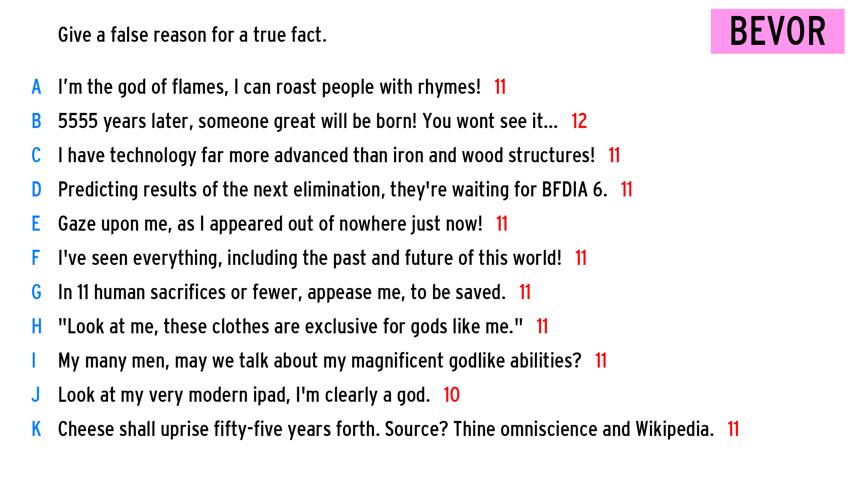 Give a false reason for a true fact.
BEVOR
A I'm the god of flames, I can roast people with rhymes! 11
B 5555 years later, someone great will be born! You wont see it... 12
C I have technology far more advanced than iron and wood structures! 11
D Predicting results of the next elimination, they're waiting for BFDIA 6. 11
E Gaze upon me, as I appeared out of nowhere just now! 11
F I've seen everything, including the past and future of this world! 11
G In 11 human sacrifices or fewer, appease me, to be saved. 11
H "Look at me, these clothes are exclusive for gods like me." 11
I My many men, may we talk about my magnificent godlike abilities? 11
J Look at my very modern ipad, I'm clearly a god. 10
K Cheese shall uprise fifty-five years forth. Source? Thine omniscience and Wikipedia. 11